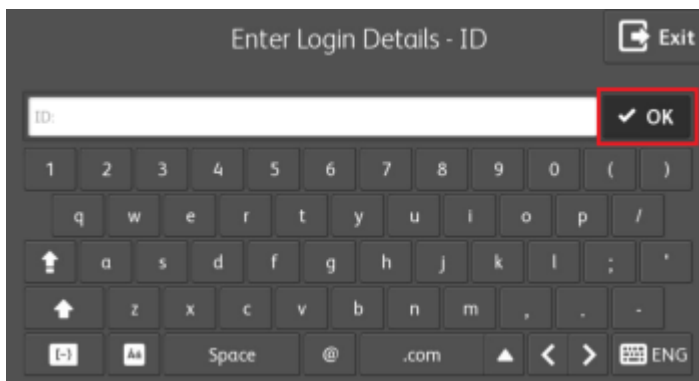 Enter Login Details - ID
Exit
ID:
OK
1 2 3 4 5 6 7 8 9 0 ( )
q w e r t y u i o p /
a s d f g h j k l ; '
z x c v b n m , . -
{~} Aá Space @ .com ENG